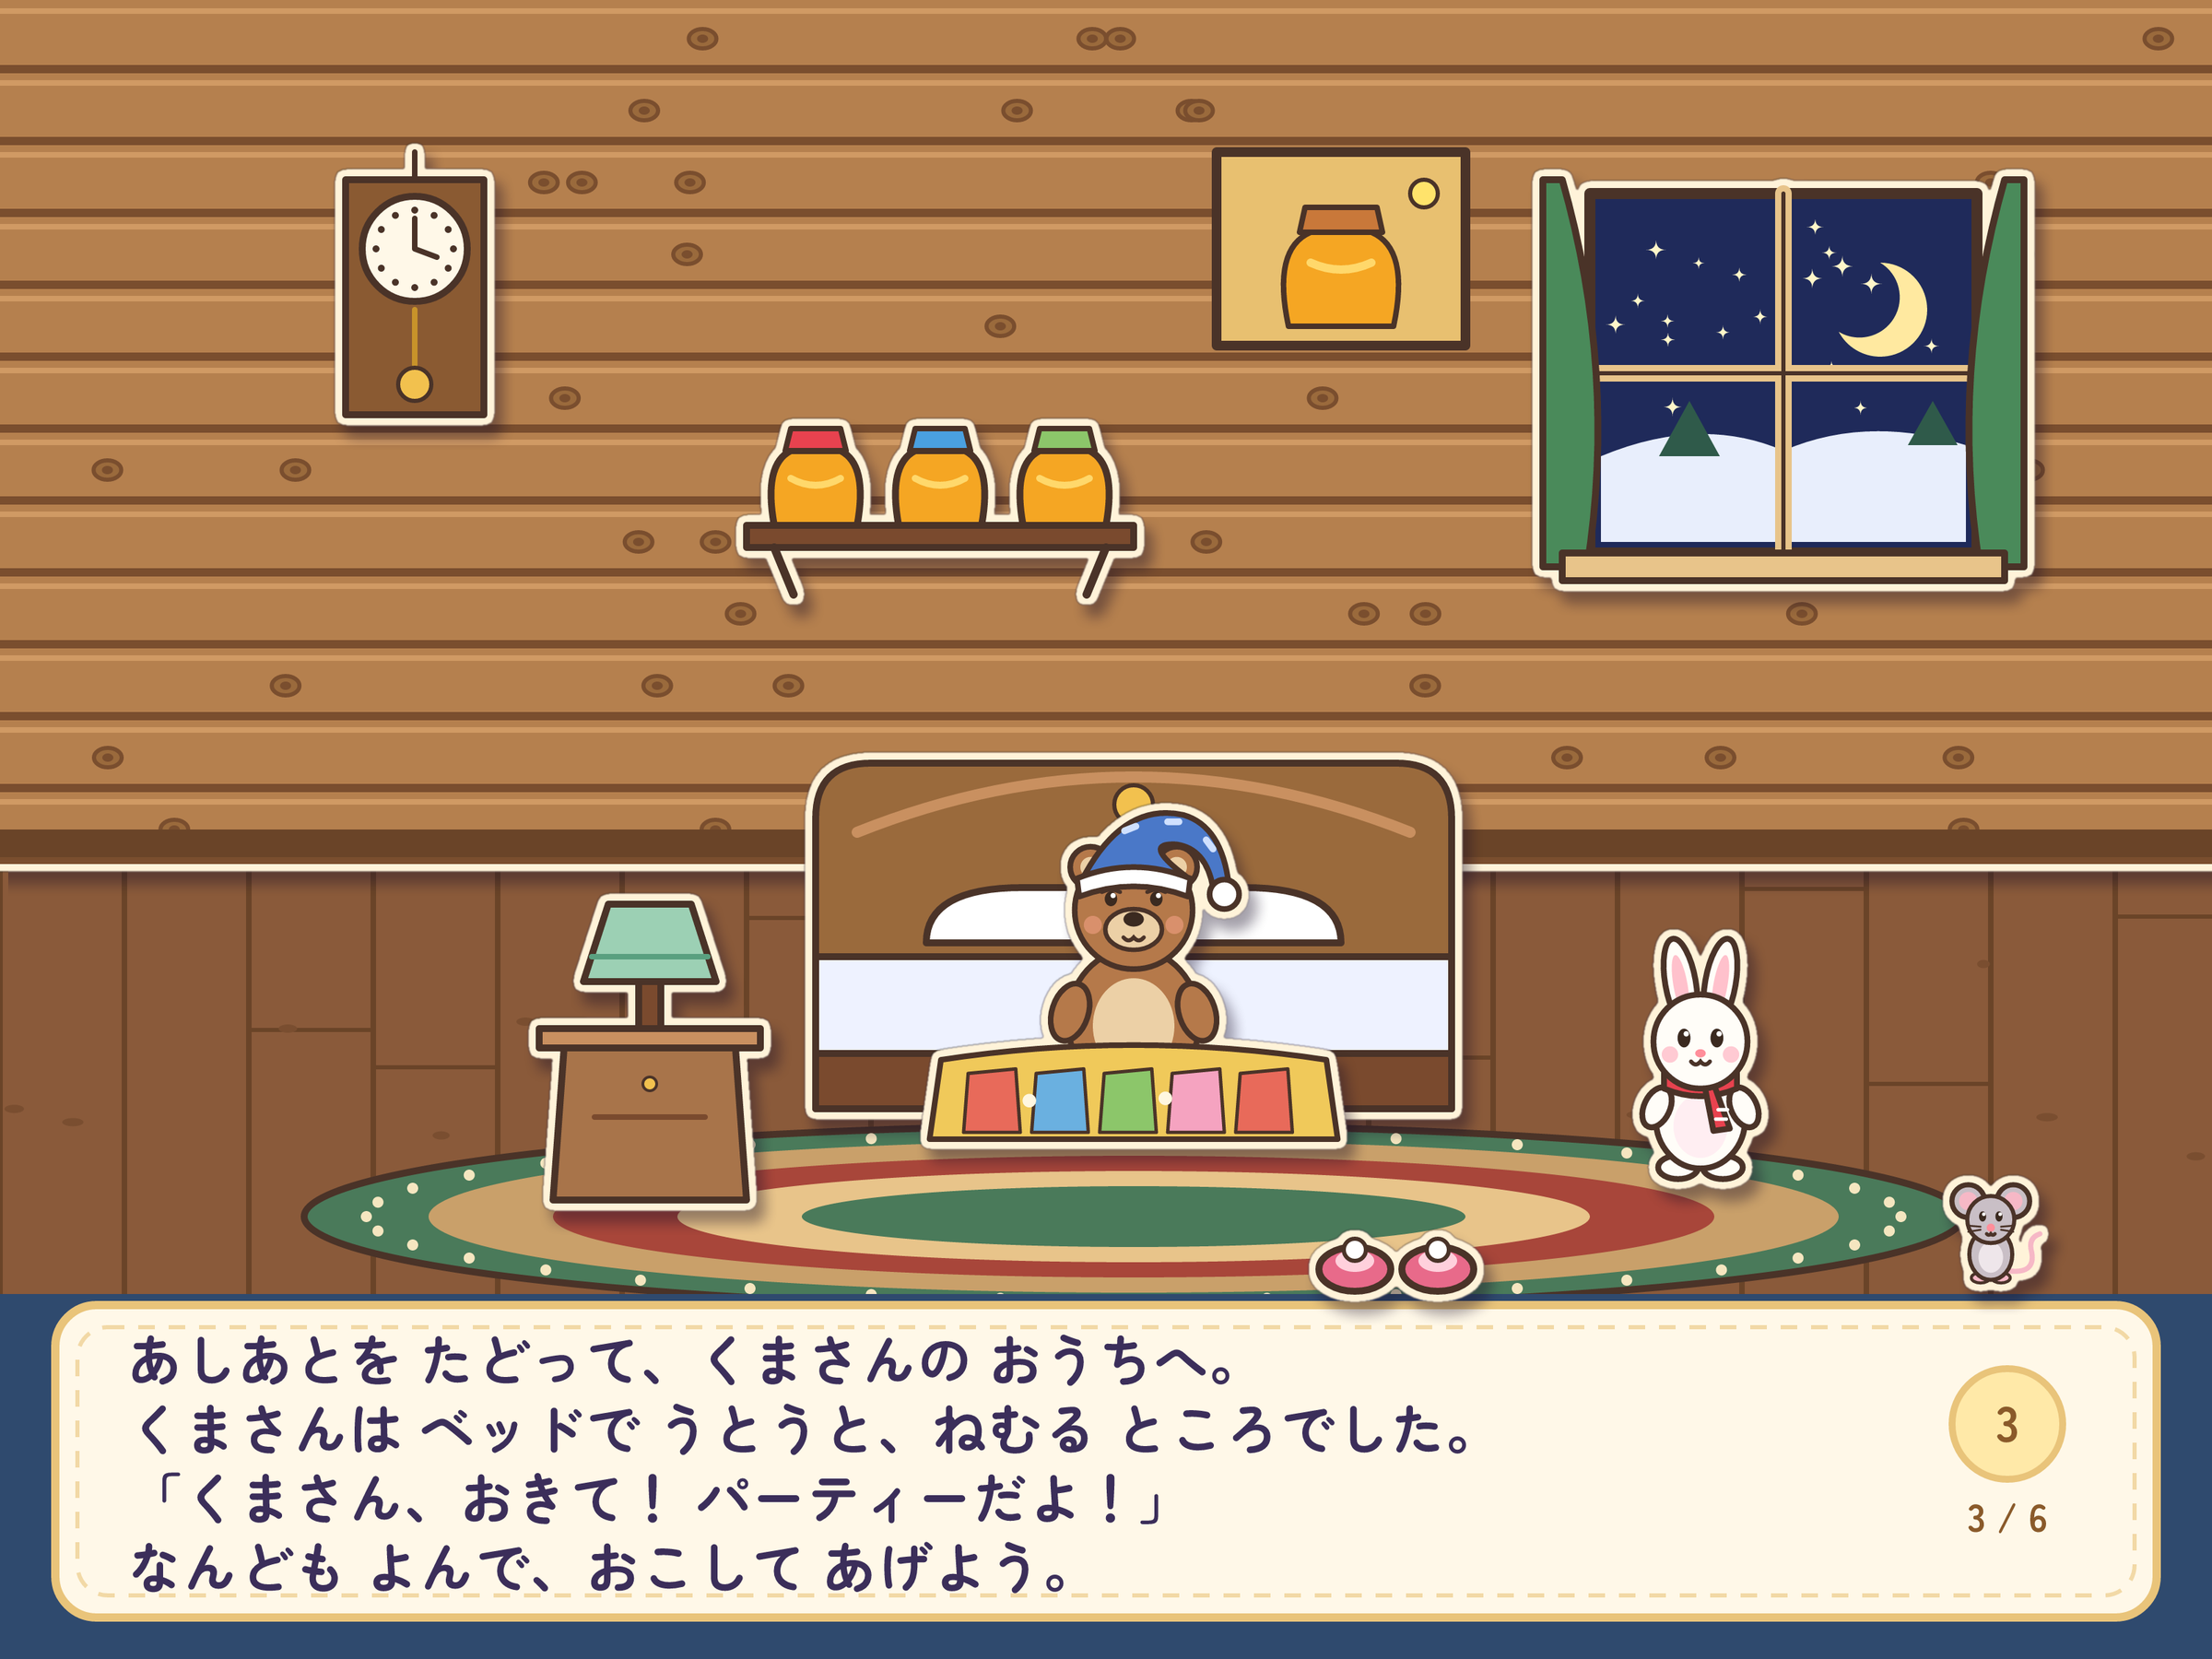 あしあとを たどって、 くまさんの おうちへ。
くまさんは ベッドで うとうと、 ねむる ところでした。
「くまさん、 おきて！ パーティーだよ！」
なんども よんで、 おこして あげよう。
3
3 / 6